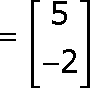 = [ 5
-2 ]